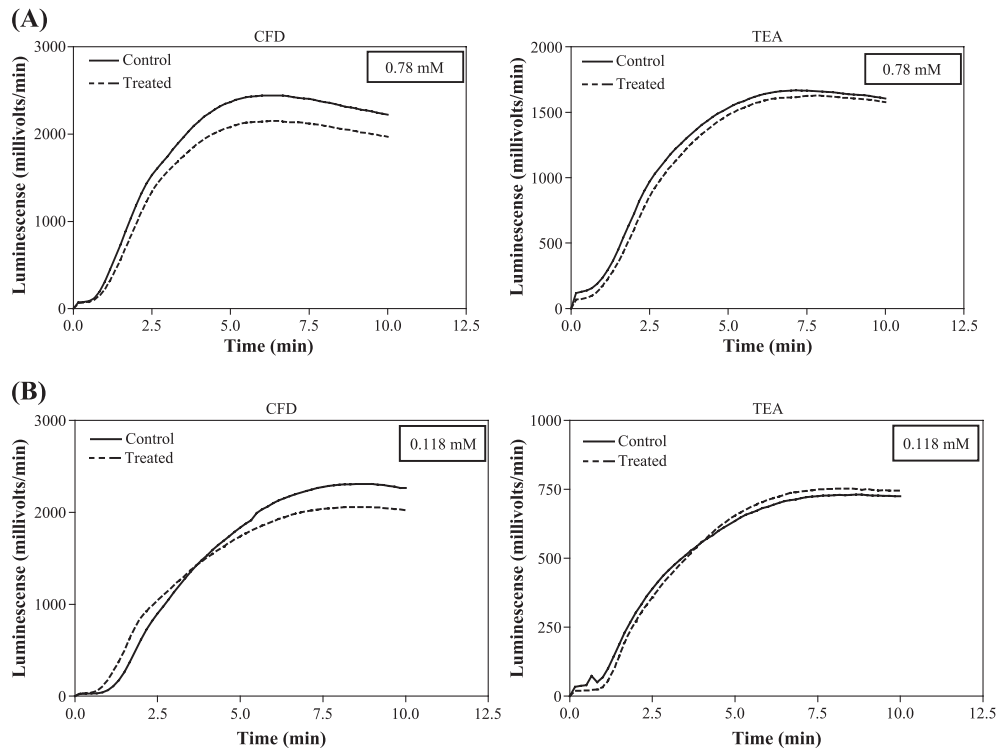 (A)
CFD
3000
2000
1000
0
Luminescense (millivolts/min)
Control
Treated
0.78 mM
0.0 2.5 5.0 7.5 10.0 12.5
Time (min)
TEA
2000
1500
1000
500
0
Luminescense (millivolts/min)
Control
Treated
0.78 mM
0.0 2.5 5.0 7.5 10.0 12.5
Time (min)
(B)
CFD
3000
2000
1000
0
Luminescense (millivolts/min)
Control
Treated
0.118 mM
0.0 2.5 5.0 7.5 10.0 12.5
Time (min)
TEA
1000
750
500
250
0
Luminescense (millivolts/min)
Control
Treated
0.118 mM
0.0 2.5 5.0 7.5 10.0 12.5
Time (min)